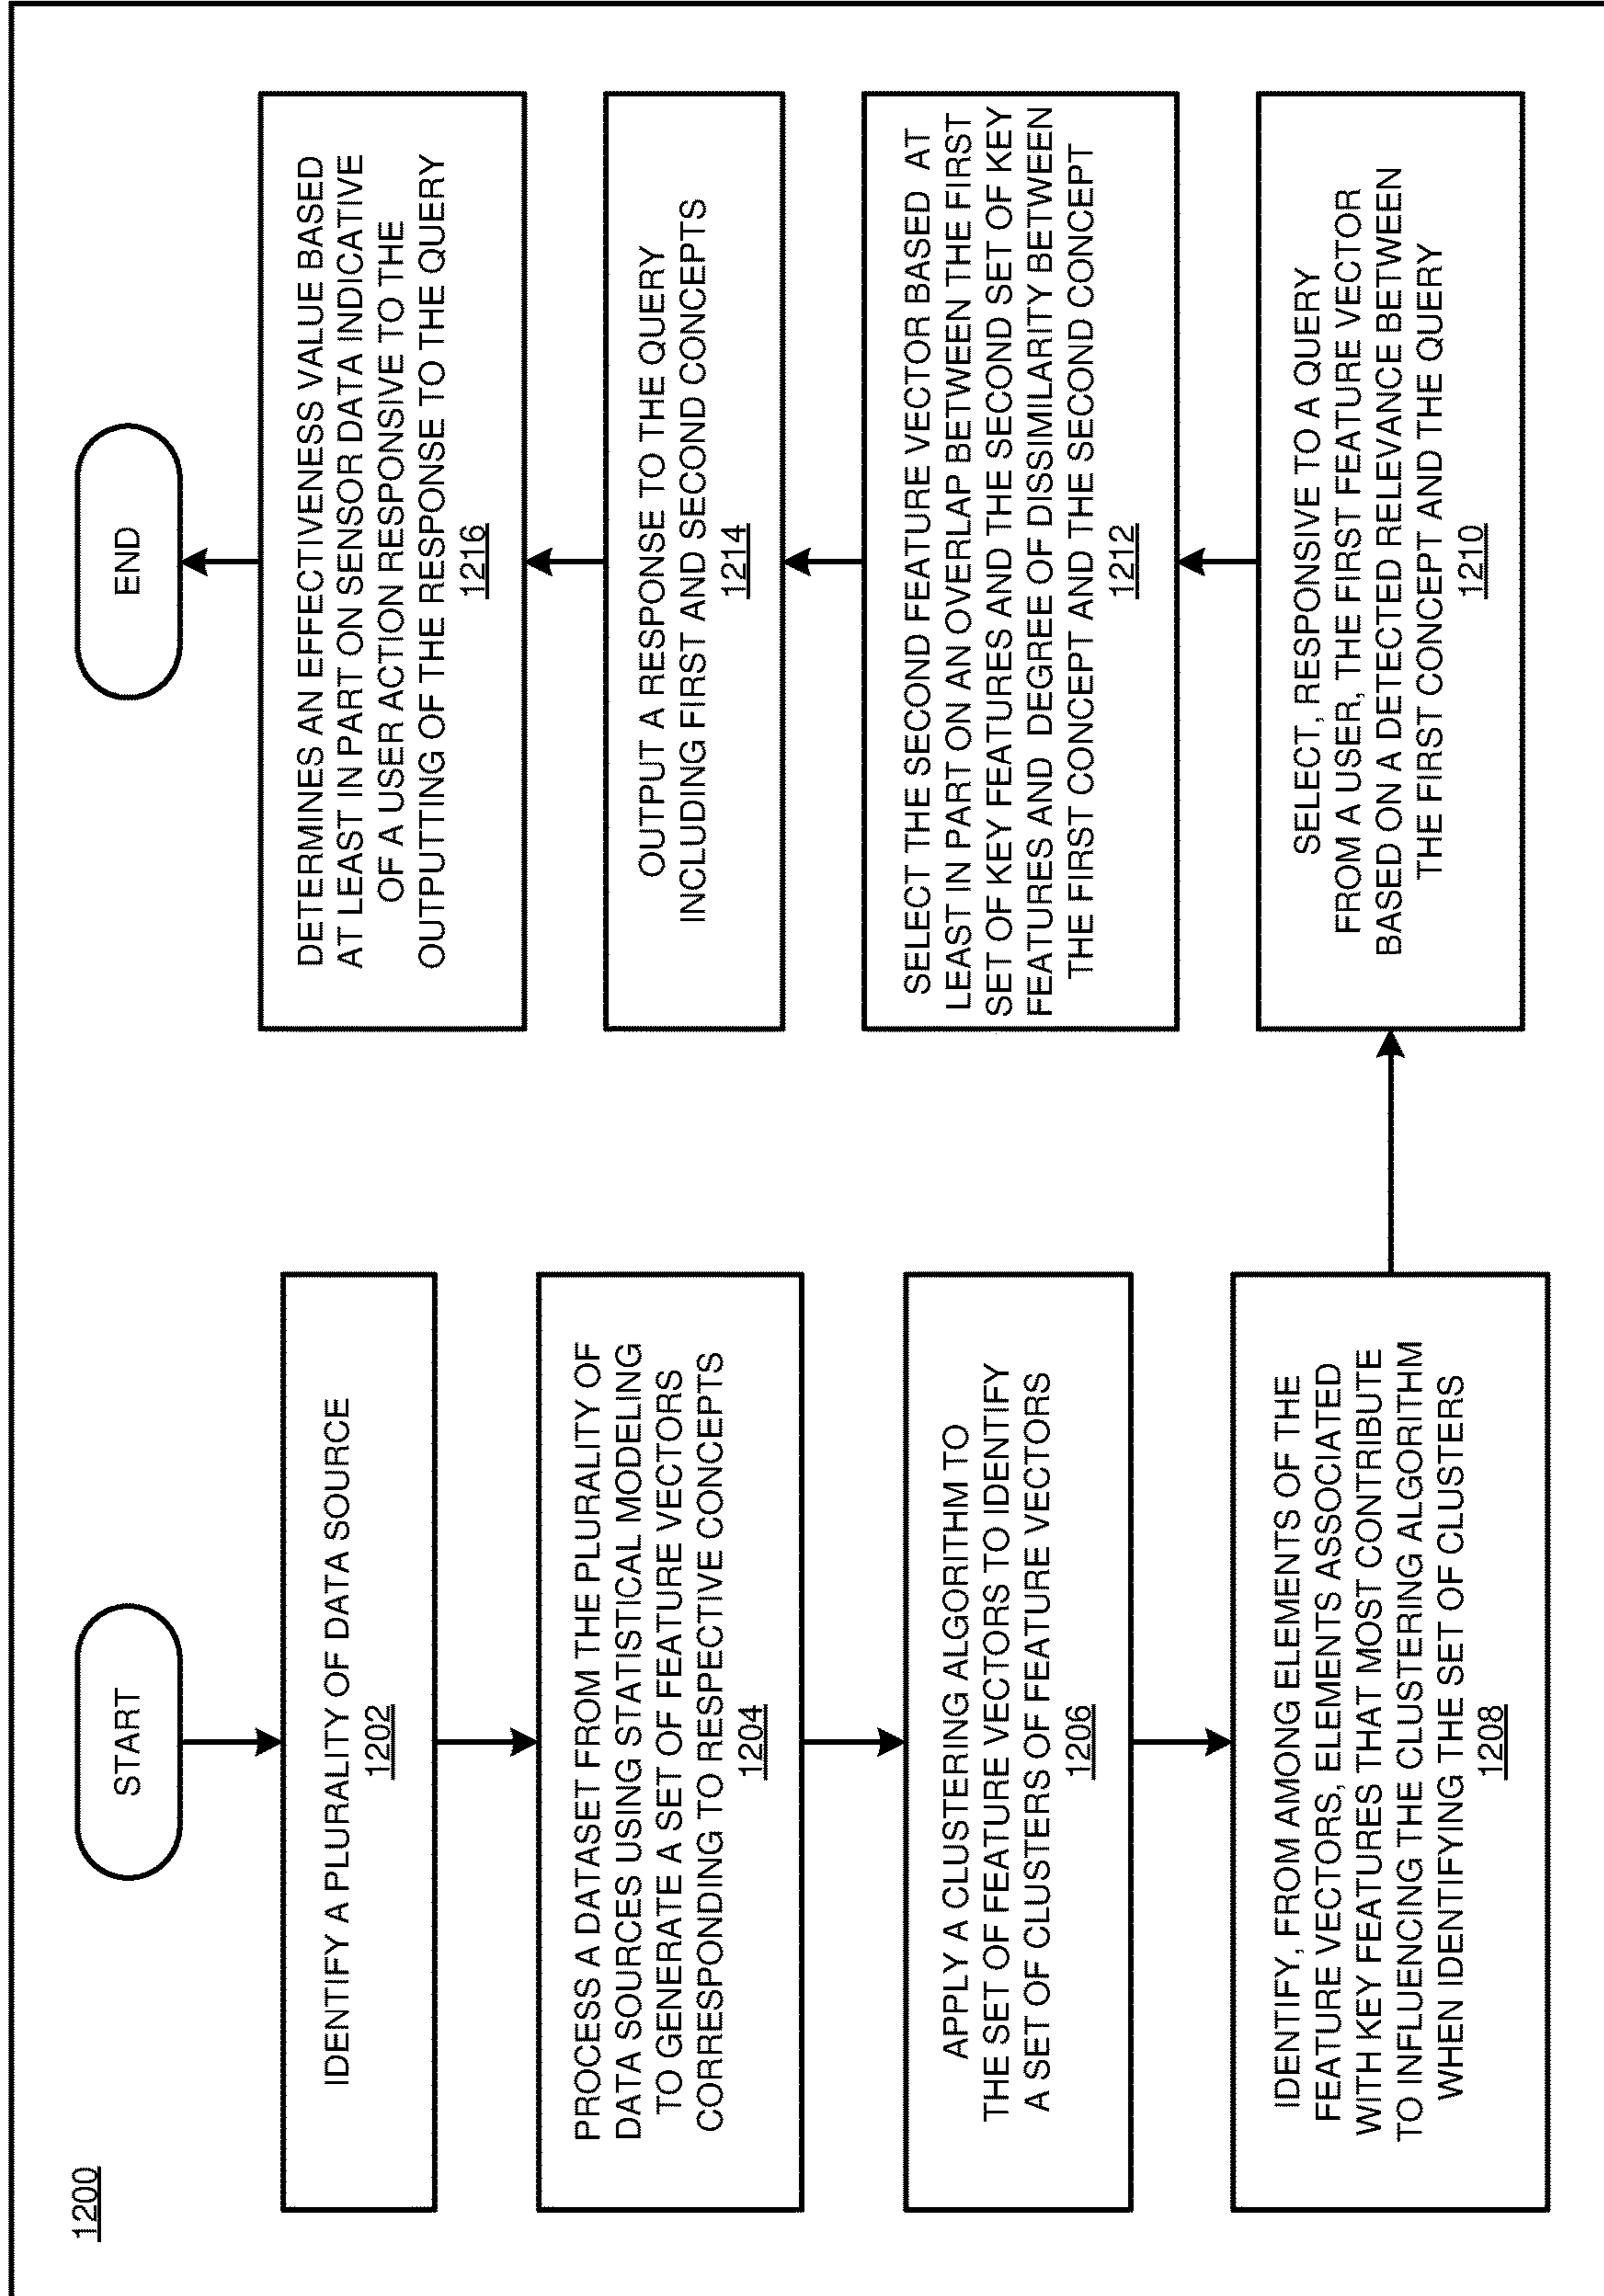 1200
START
IDENTIFY A PLURALITY OF DATA SOURCE
1202
PROCESS A DATASET FROM THE PLURALITY OF
DATA SOURCES USING STATISTICAL MODELING
TO GENERATE A SET OF FEATURE VECTORS
CORRESPONDING TO RESPECTIVE CONCEPTS
1204
APPLY A CLUSTERING ALGORITHM TO
THE SET OF FEATURE VECTORS TO IDENTIFY
A SET OF CLUSTERS OF FEATURE VECTORS
1206
IDENTIFY, FROM AMONG ELEMENTS OF THE
FEATURE VECTORS, ELEMENTS ASSOCIATED
WITH KEY FEATURES THAT MOST CONTRIBUTE
TO INFLUENCING THE CLUSTERING ALGORITHM
WHEN IDENTIFYING THE SET OF CLUSTERS
1208
SELECT, RESPONSIVE TO A QUERY
FROM A USER, THE FIRST FEATURE VECTOR
BASED ON A DETECTED RELEVANCE BETWEEN
THE FIRST CONCEPT AND THE QUERY
1210
SELECT THE SECOND FEATURE VECTOR BASED AT
LEAST IN PART ON AN OVERLAP BETWEEN THE FIRST
SET OF KEY FEATURES AND THE SECOND SET OF KEY
FEATURES AND DEGREE OF DISSIMILARITY BETWEEN
THE FIRST CONCEPT AND THE SECOND CONCEPT
1212
OUTPUT A RESPONSE TO THE QUERY
INCLUDING FIRST AND SECOND CONCEPTS
1214
DETERMINES AN EFFECTIVENESS VALUE BASED
AT LEAST IN PART ON SENSOR DATA INDICATIVE
OF A USER ACTION RESPONSIVE TO THE
OUTPUTTING OF THE RESPONSE TO THE QUERY
1216
END